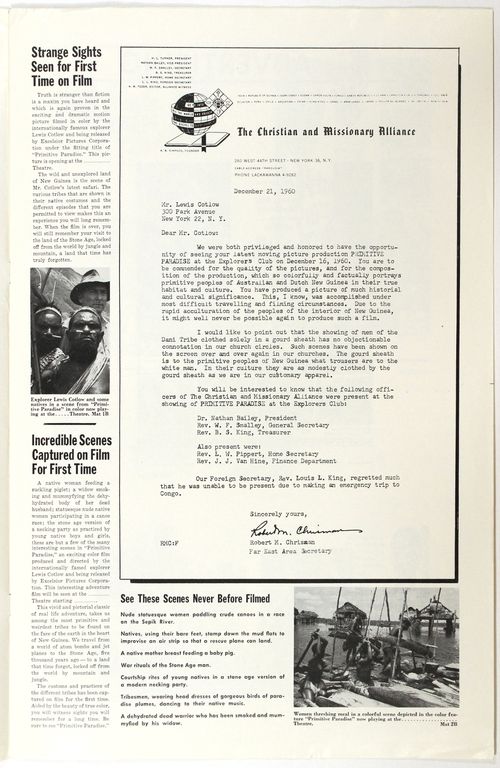 Strange Sights
Seen for First
Time on Film
Truth is stranger than fiction
is a maxim you have heard and
which is again proven in the
exciting and dramatic motion
picture filmed in color by the
internationally famous explorer
Lewis Cotlow and being released
by Excelsior Pictures Corpora-
tion under the fitting title of
"Primitive Paradise." This pic-
ture is opening at the
Theatre.
The wild and unexplored land
of New Guinea is the scene of
Mr. Cotlow's latest safari. The
various tribes that are shown in
their native costumes and the
different episodes that you are
permitted to view makes this an
experience you will long remem-
ber. When the film is over, you
will still remember your visit to
the land of the Stone Age, locked
off from the world by jungle and
mountain, a land that time has
truly forgotten.
Explorer Lewis Cotlow and some
natives in a scene from "Primi-
tive Paradise" in color now play-
ing at the.....Theatre. Mat 1B
Incredible Scenes
Captured on Film
For First Time
A native woman feeding a
suckling piglet; a widow smok-
ing and mummyfying the dehy-
hydrated body of her dead
husband; statuesque nude native
women participating in a canoe
race; the stone age version of
a necking party as practiced by
young native boys and girls,
these are but a few of the many
interesting scenes in "Primitive
Paradise," an exciting color film
produced and directed by the
internationally famed explorer
Lewis Cotlow and being released
by Excelsior Pictures Corpora-
tion. This interesting adventure
film will be seen at the
Theatre starting
This vivid and pictorial classic
of real life adventure, takes us
among the most primitive and
weirdest tribes to be found on
the face of the earth is the heart
of New Guinea. We travel from
a world of atom bombs and jet
planes to the Stone Age, five
thousand years ago—to a land
that time forgot, locked off from
the world by mountain and
jungle.
The customs and practices of
the different tribes has been cap-
tured on film for the first time.
Aided by the beauty of true color,
you will witness sights you will
remember for a long time. Be
sure to see "Primitive Paradise."
H. L. TURNER, PRESIDENT
NATHAN BAILEY, VICE PRESIDENT
W. F. SMALLEY, SECRETARY
B. S. KING, TREASURER
L. W. PIPPERT, HOME SECRETARY
L. L. KING, FOREIGN SECRETARY
The Christian and Missionary Alliance
A. B. SIMPSON, FOUNDER
260 WEST 44TH STREET · NEW YORK 36, N.Y.
PHONE LACKAWANNA 4-5062
December 21, 1960
Mr. Lewis Cotlow
300 Park Avenue
New York 22, N. Y.
Dear Mr. Cotlow:
We were both privileged and honored to have the opportu-
nity of seeing your latest moving picture production PRIMITIVE
PARADISE at the Explorers Club on December 16, 1960. You are to
be commended for the quality of the pictures, and for the compos-
ition of the production, which so colorfully and factually portrays
primitive peoples of Australian and Dutch New Guinea in their true
habitat and culture. You have produced a picture of much historical
and cultural significance. This, I know, was accomplished under
most difficult travelling and filming circumstances. Due to the
rapid acculturation of the peoples of the interior of New Guinea,
it might well never be possible again to produce such a film.
I would like to point out that the showing of men of the
Dani Tribe clothed solely in a gourd sheath has no objectionable
connotation in our church circles. Such scenes have been shown on
the screen over and over again in our churches. The gourd sheath
is to the primitive peoples of New Guinea what trousers are to the
white man. In their culture they are as modestly clothed by the
gourd sheath as we are in our customary apparel.
You will be interested to know that the following offi-
cers of The Christian and Missionary Alliance were present at the
showing of PRIMITIVE PARADISE at the Explorers Club:
Dr. Nathan Bailey, President
Rev. W. F. Smalley, General Secretary
Rev. B. S. King, Treasurer
Also present were:
Rev. L. W. Pippert, Home Secretary
Rev. J. J. Van Hine, Finance Department
Our Foreign Secretary, Rev. Louis L. King, regretted much
that he was unable to be present due to making an emergency trip to
Congo.
Sincerely yours,
Robert M. Chrisman
RMC:F Robert M. Chrisman
Far East Area Secretary
See These Scenes Never Before Filmed
Nude statuesque women paddling crude canoes in a race
on the Sepik River.
Natives, using their bare feet, stamp down the mud flats to
improvise an air strip so that a rescue plane can land.
A native mother breast feeding a baby pig.
War rituals of the Stone Age man.
Courtship rites of young natives in a stone age version of
a modern necking party.
Tribesmen, wearing head dresses of gorgeous birds of para-
dise plumes, dancing to their native music.
A dehydrated dead warrior who has been smoked and mum-
myfied by his widow.
Women threshing meal in a colorful scene depicted in the color fea-
ture "Primitive Paradise" now playing at the
Theatre. Mat 2B